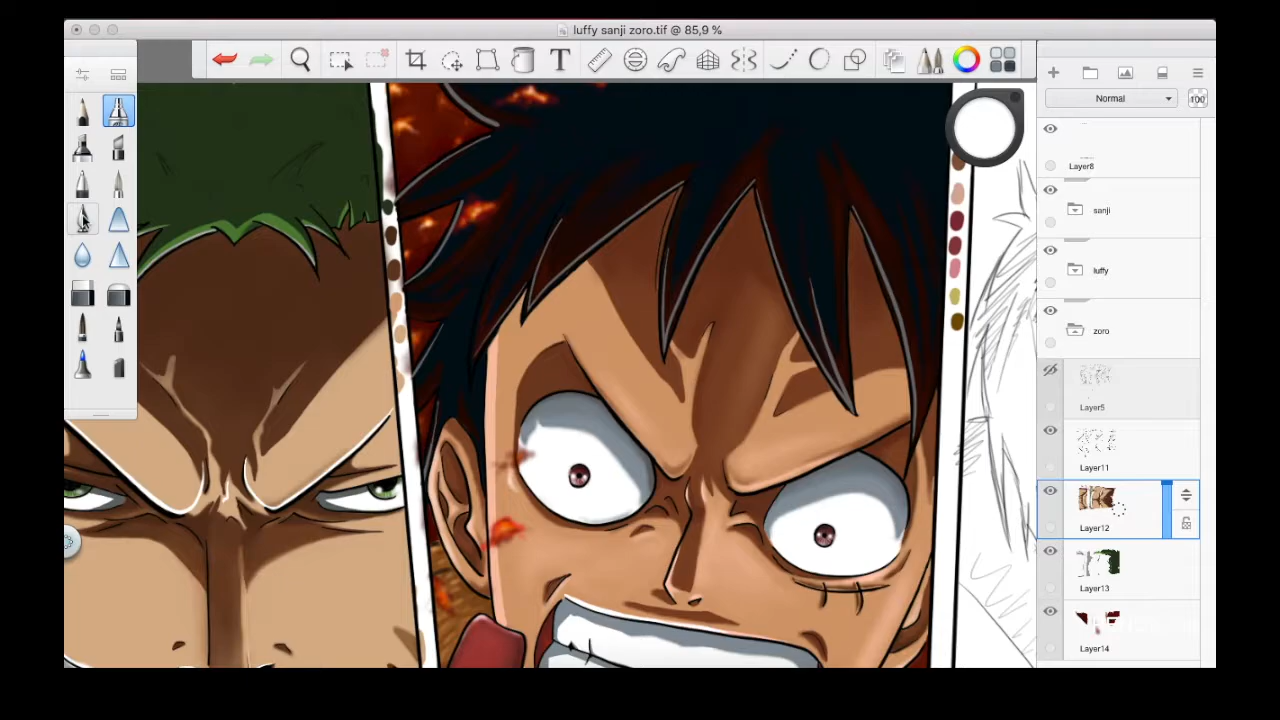 luffy sanji zoro.tif @ 85,9 %
T
Normal
100
Layer8
sanji
luffy
zoro
Layer5
Layer11
Layer12
Layer13
Layer14